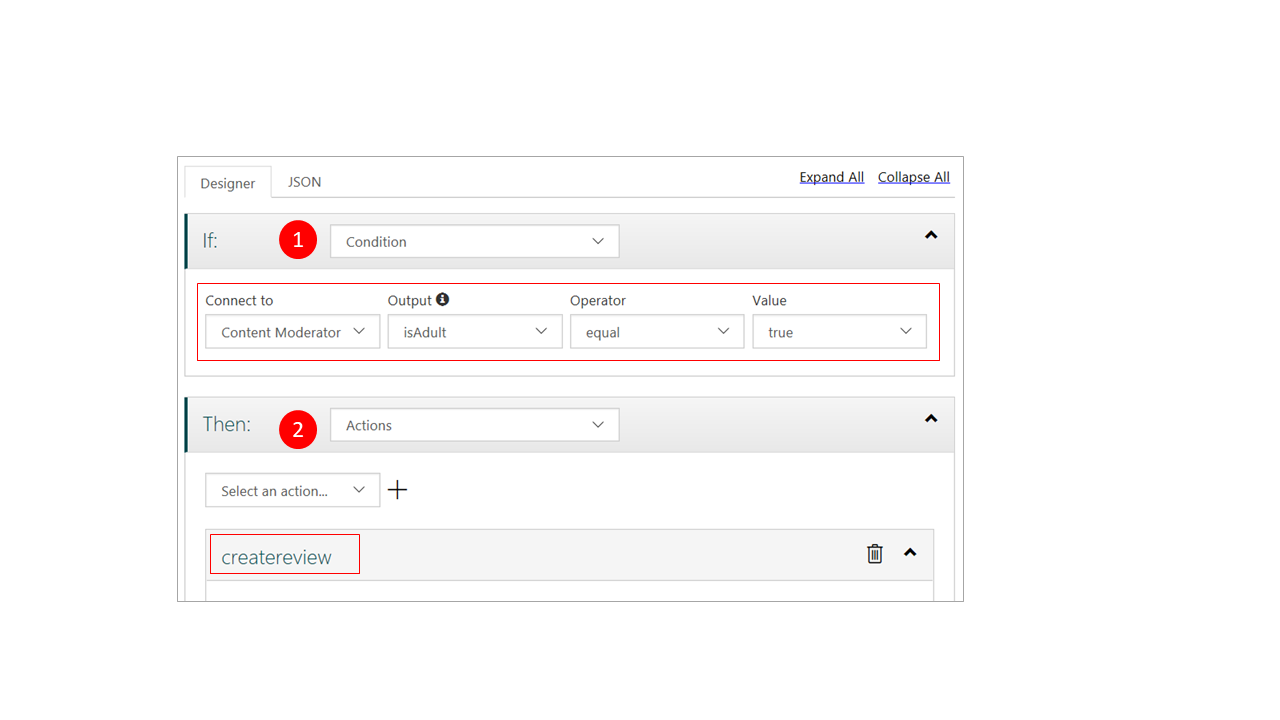 Designer JSON Expand All Collapse All
If: 1 Condition
Connect to Output Operator Value
Content Moderator isAdult equal true
Then: 2 Actions
Select an action...
createreview